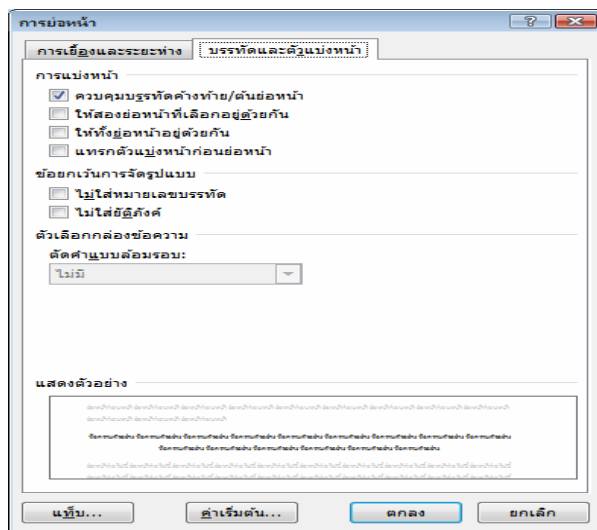 การย่อหน้า
การเยื้องและระยะห่าง
บรรทัดและตัวแบ่งหน้า
การแบ่งหน้า
ควบคุมบรรทัดค้างท้าย/ต้นย่อหน้า
ให้สองย่อหน้าที่เลือกอยู่ด้วยกัน
ให้ทั้งย่อหน้าอยู่ด้วยกัน
แทรกตัวแบ่งหน้าก่อนย่อหน้า
ข้อยกเว้นการจัดรูปแบบ
ไม่ใส่หมายเลขบรรทัด
ไม่ใส่ยัติภังค์
ตัวเลือกกล่องข้อความ
ตัดคำแบบล้อมรอบ:
ไม่มี
แสดงตัวอย่าง
แท็บ...
ค่าเริ่มต้น...
ตกลง
ยกเลิก